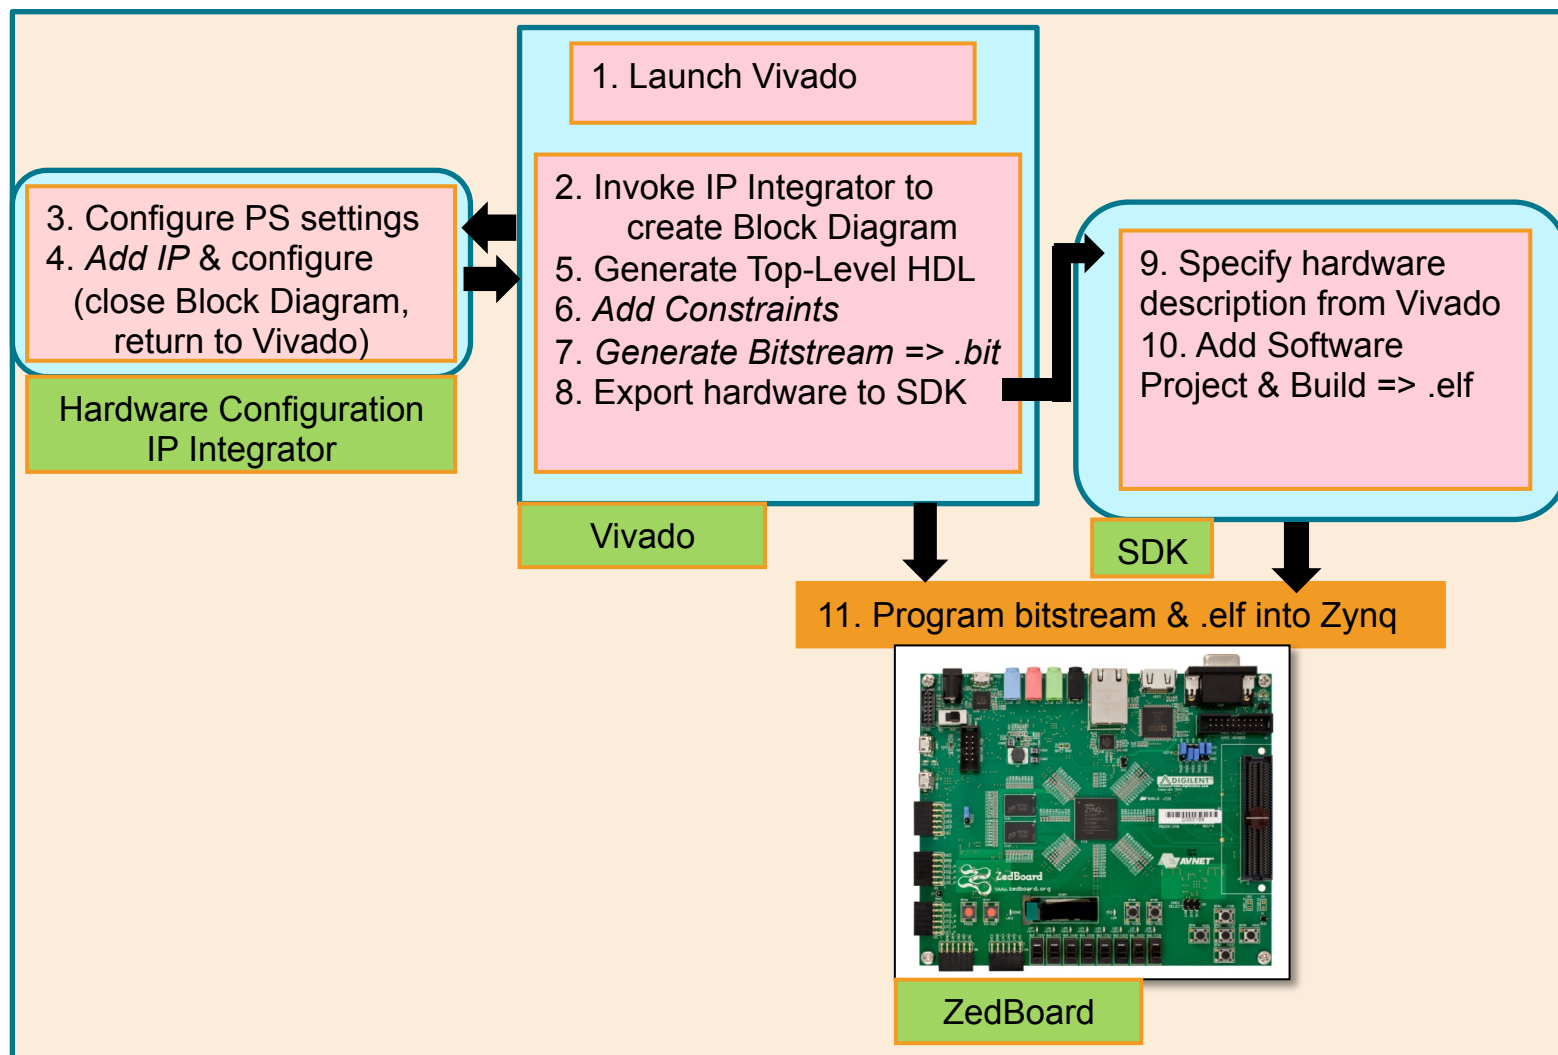 1. Launch Vivado
2. Invoke IP Integrator to
create Block Diagram
5. Generate Top-Level HDL
6. Add Constraints
7. Generate Bitstream => .bit
8. Export hardware to SDK
Vivado
3. Configure PS settings
4. Add IP & configure
(close Block Diagram,
return to Vivado)
Hardware Configuration
IP Integrator
9. Specify hardware
description from Vivado
10. Add Software
Project & Build => .elf
SDK
11. Program bitstream & .elf into Zynq
DIGILENT
ZYNQ
AVNET
ZedBoard
www.zedboard.org
ZedBoard